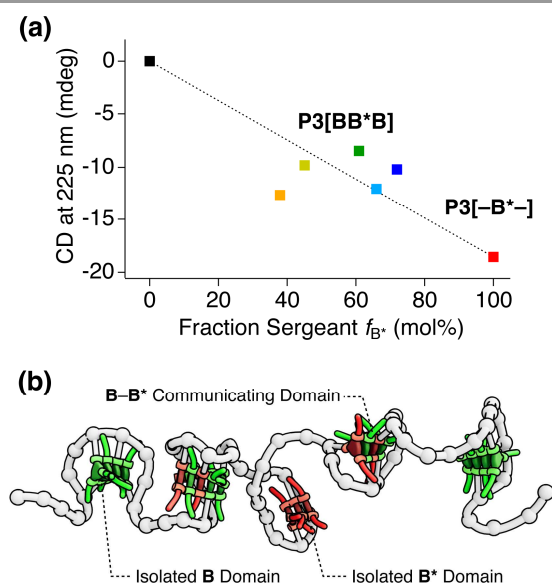 (a)
CD at 225 nm (mdeg)
0
-5
-10
-15
-20
P3[BB*B]
P3[–B*–]
0 20 40 60 80 100
Fraction Sergeant fB* (mol%)
(b)
B–B* Communicating Domain
Isolated B Domain
Isolated B* Domain